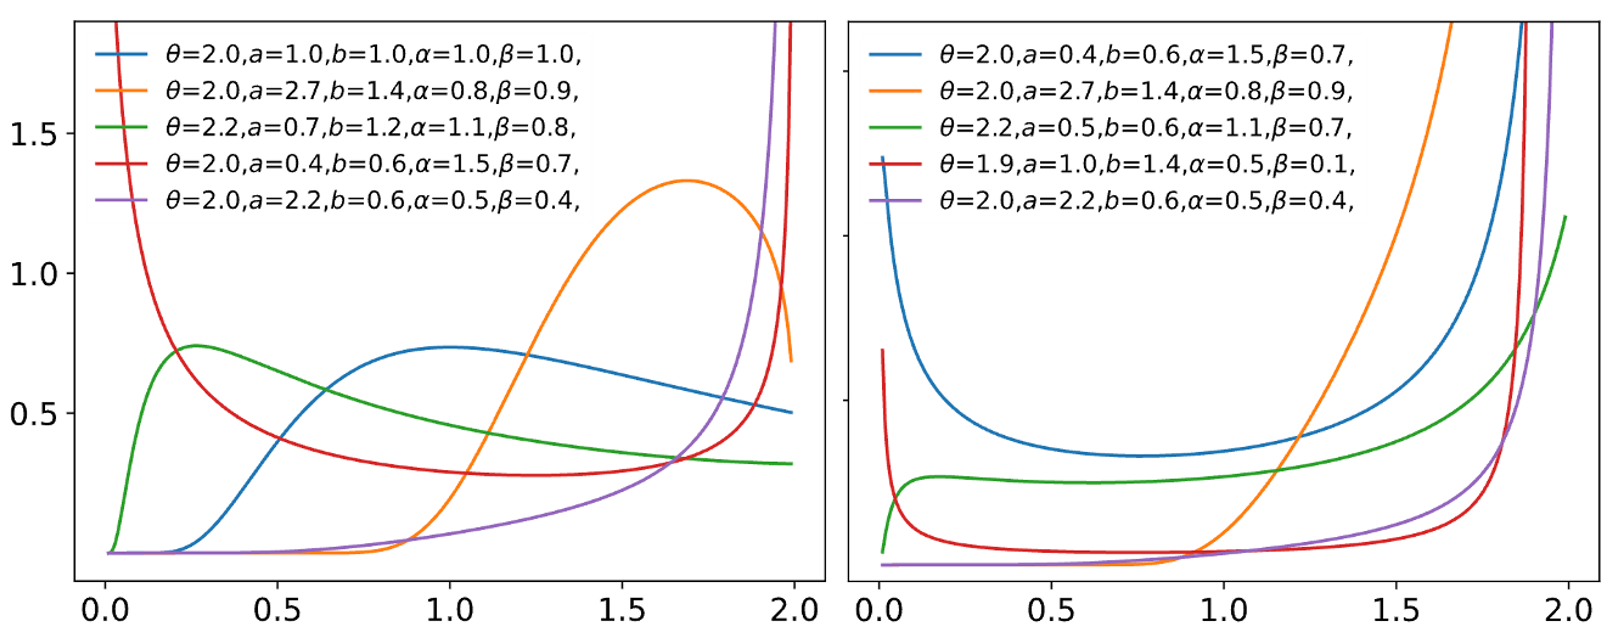 θ=2.0,a=1.0,b=1.0,α=1.0,β=1.0,
θ=2.0,a=2.7,b=1.4,α=0.8,β=0.9,
θ=2.2,a=0.7,b=1.2,α=1.1,β=0.8,
θ=2.0,a=0.4,b=0.6,α=1.5,β=0.7,
θ=2.0,a=2.2,b=0.6,α=0.5,β=0.4,
1.5
1.0
0.5
0.0 0.5 1.0 1.5 2.0
θ=2.0,a=0.4,b=0.6,α=1.5,β=0.7,
θ=2.0,a=2.7,b=1.4,α=0.8,β=0.9,
θ=2.2,a=0.5,b=0.6,α=1.1,β=0.7,
θ=1.9,a=1.0,b=1.4,α=0.5,β=0.1,
θ=2.0,a=2.2,b=0.6,α=0.5,β=0.4,
0.0 0.5 1.0 1.5 2.0